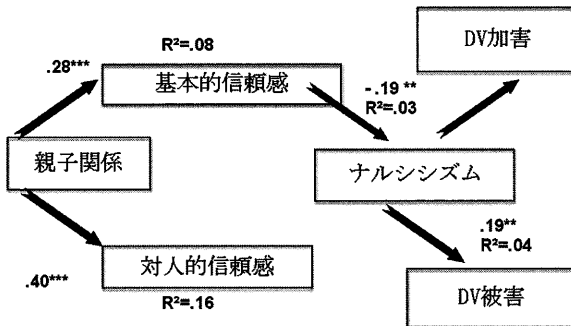 DV加害
R²=.08
.28***
基本的信頼感
-.19 **
R²=.03
親子関係
ナルシシズム
.19**
R²=.04
対人的信頼感
.40***
R²=.16
DV被害